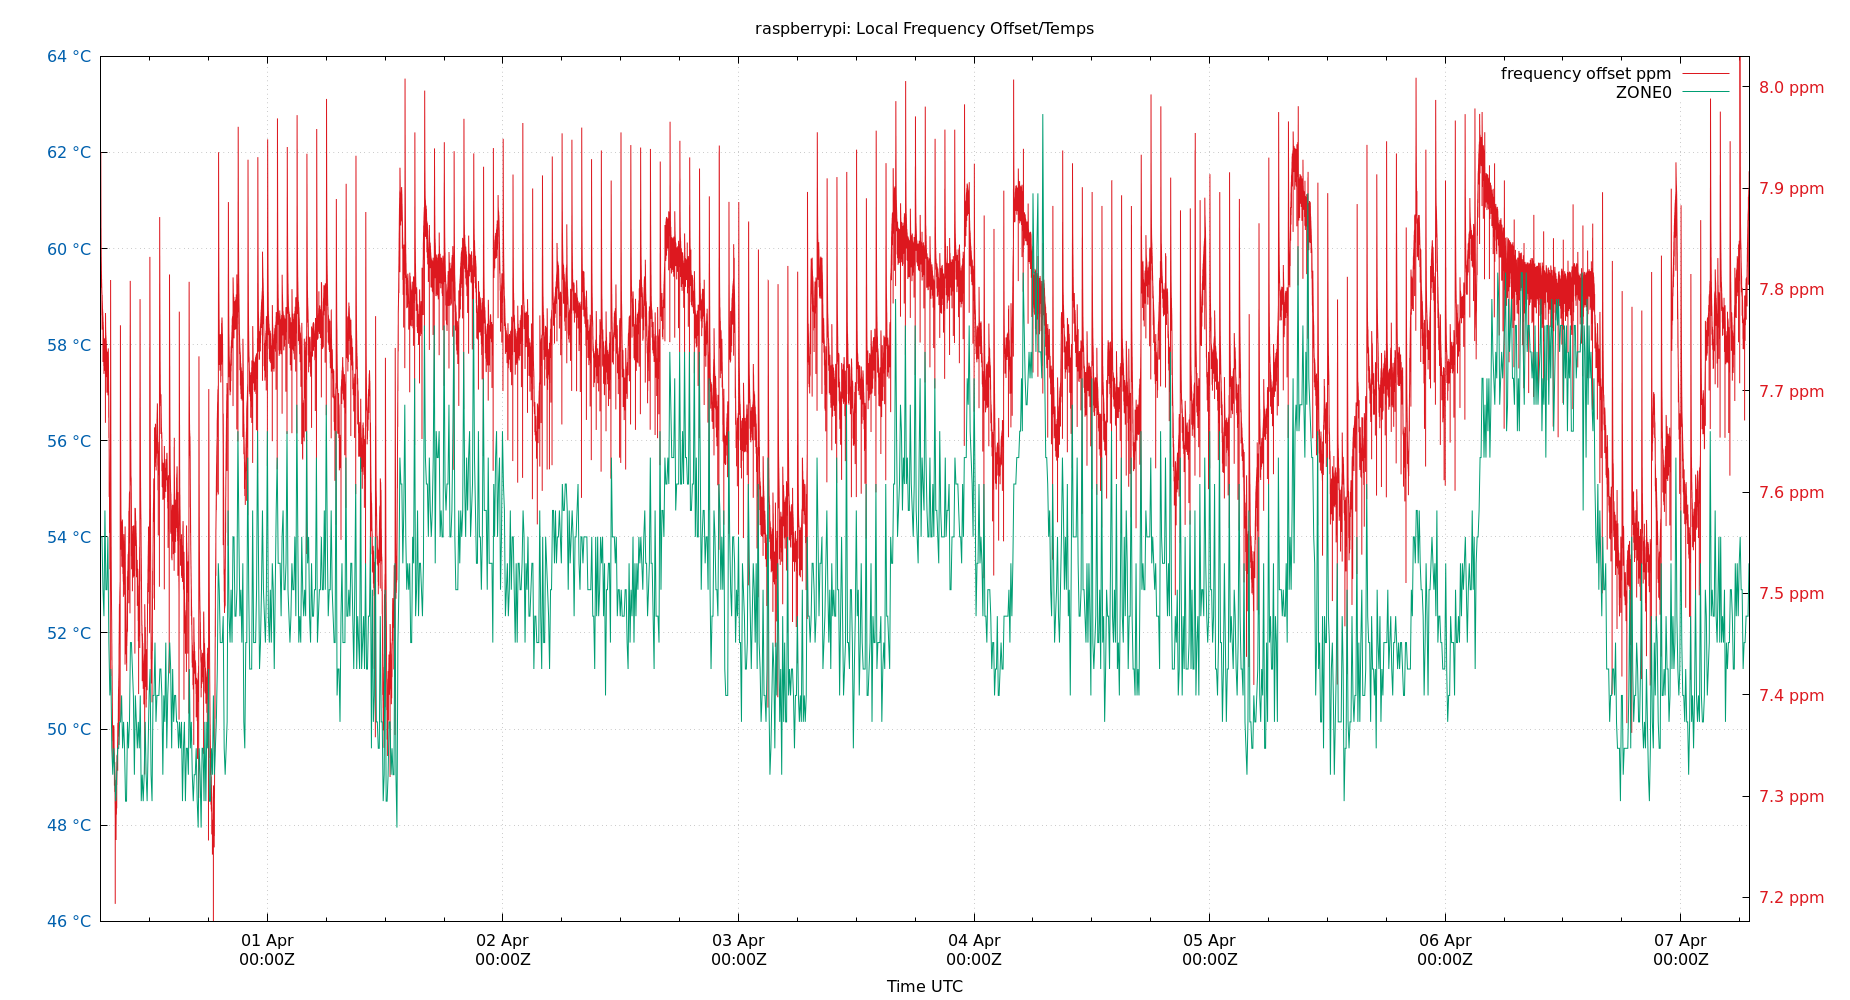 raspberrypi: Local Frequency Offset/Temps
64 °C
62 °C
60 °C
58 °C
56 °C
54 °C
52 °C
50 °C
48 °C
46 °C
frequency offset ppm
ZONE0
8.0 ppm
7.9 ppm
7.8 ppm
7.7 ppm
7.6 ppm
7.5 ppm
7.4 ppm
7.3 ppm
7.2 ppm
01 Apr
00:00Z
02 Apr
00:00Z
03 Apr
00:00Z
04 Apr
00:00Z
05 Apr
00:00Z
06 Apr
00:00Z
07 Apr
00:00Z
Time UTC